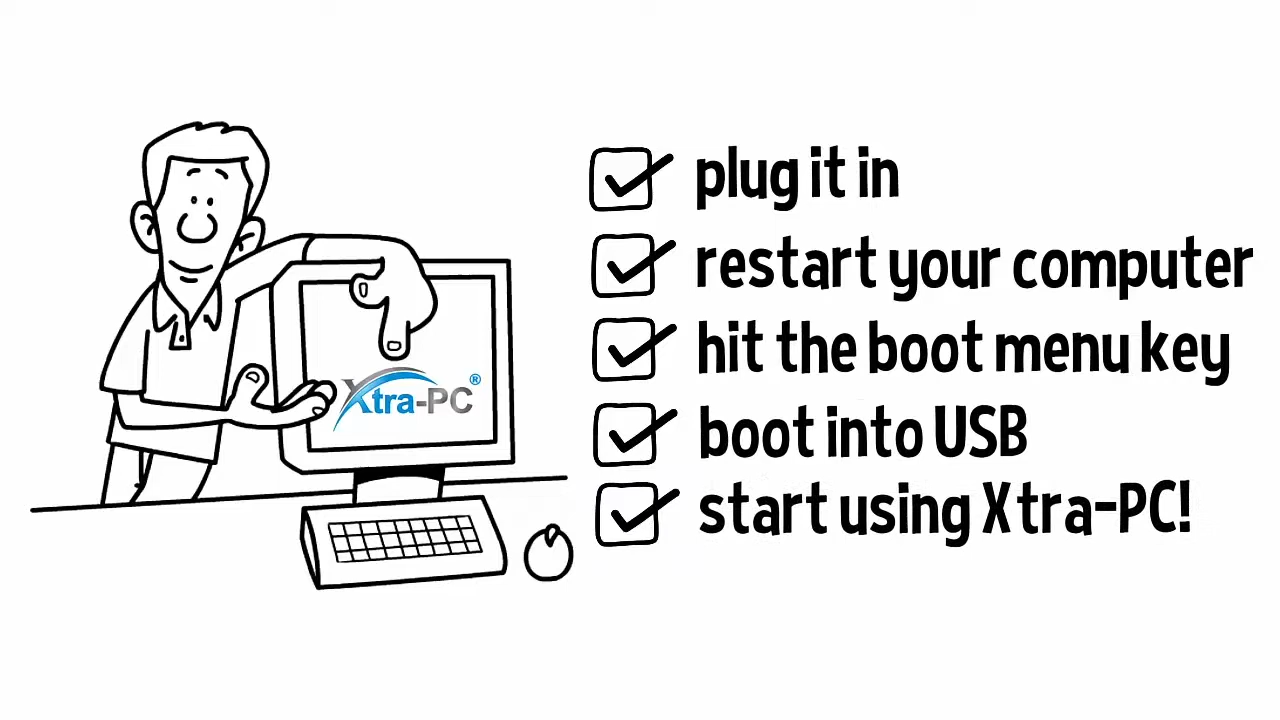 Xtra-PC®
plug it in
restart your computer
hit the boot menu key
boot into USB
start using Xtra-PC!